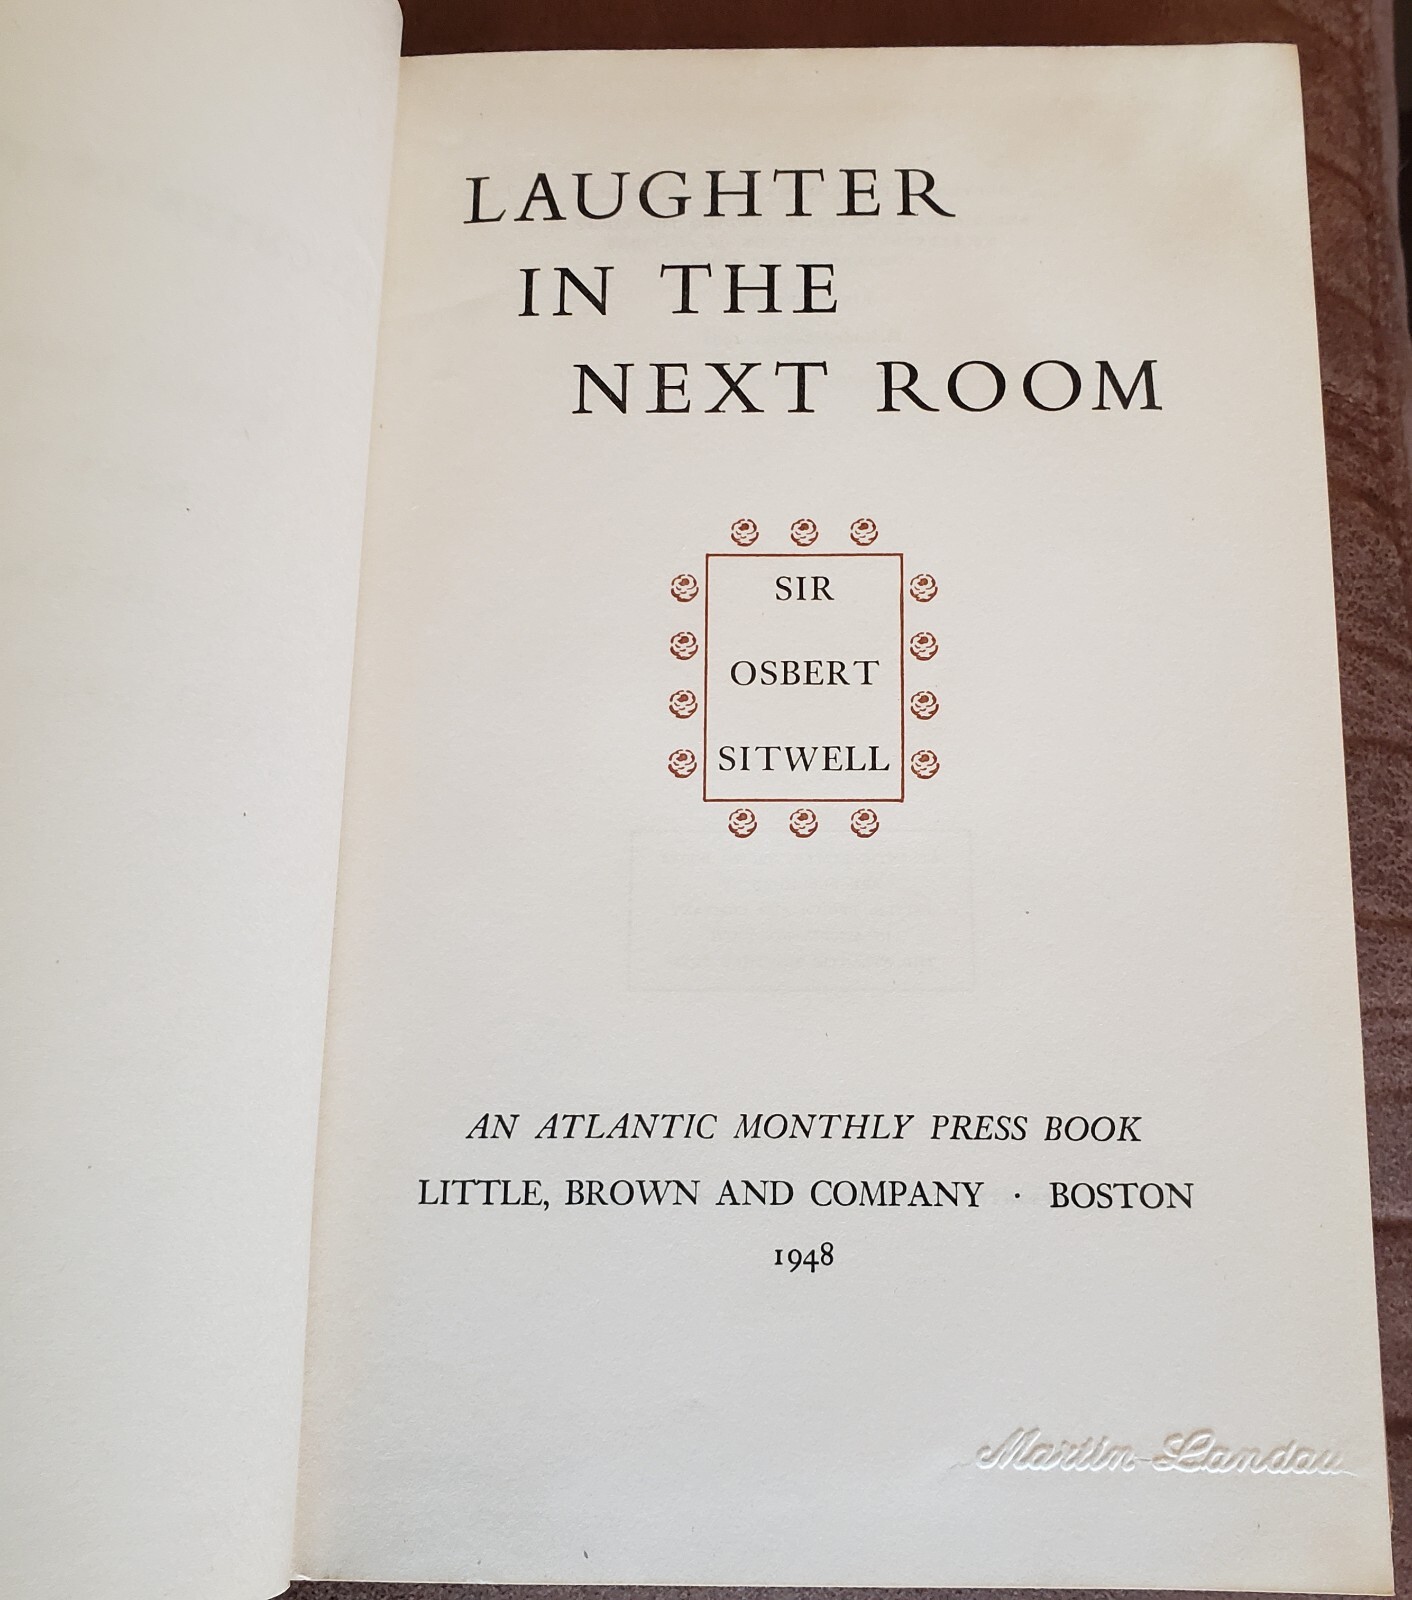 LAUGHTER
IN THE
NEXT ROOM
SIR
OSBERT
SITWELL
AN ATLANTIC MONTHLY PRESS BOOK
LITTLE, BROWN AND COMPANY · BOSTON
1948
Martin Landau